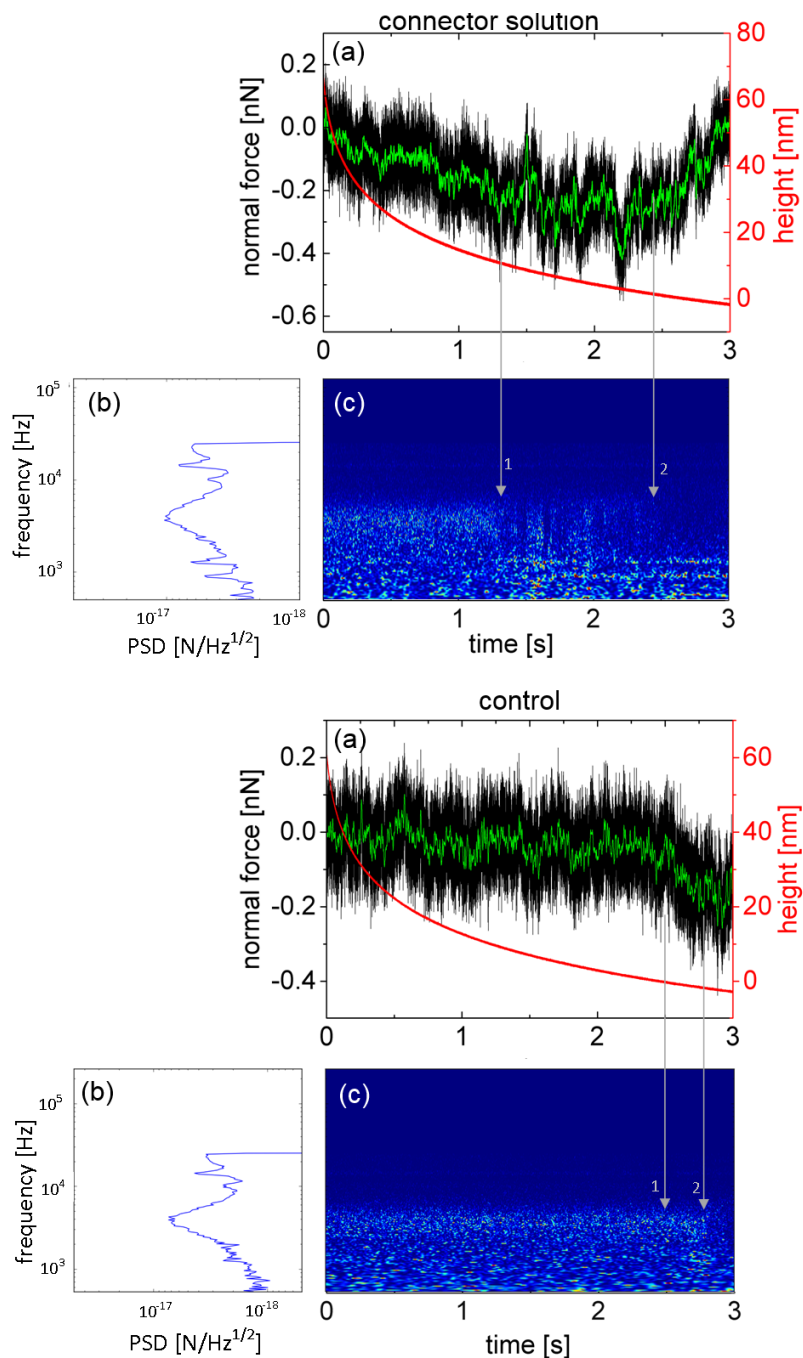 connector solution
(a)
normal force [nN]
0.2
0.0
-0.2
-0.4
-0.6
80
60
40
20
0
height [nm]
0 1 2 3
(b)
frequency [Hz]
10^5
10^4
10^3
10^-17 10^-18
PSD [N/Hz^1/2]
(c)
1
2
time [s]
control
(a)
normal force [nN]
0.2
0.0
-0.2
-0.4
60
40
20
0
height [nm]
0 1 2 3
(b)
frequency [Hz]
10^5
10^4
10^3
10^-17 10^-18
PSD [N/Hz^1/2]
(c)
1
2
0 1 2 3
time [s]